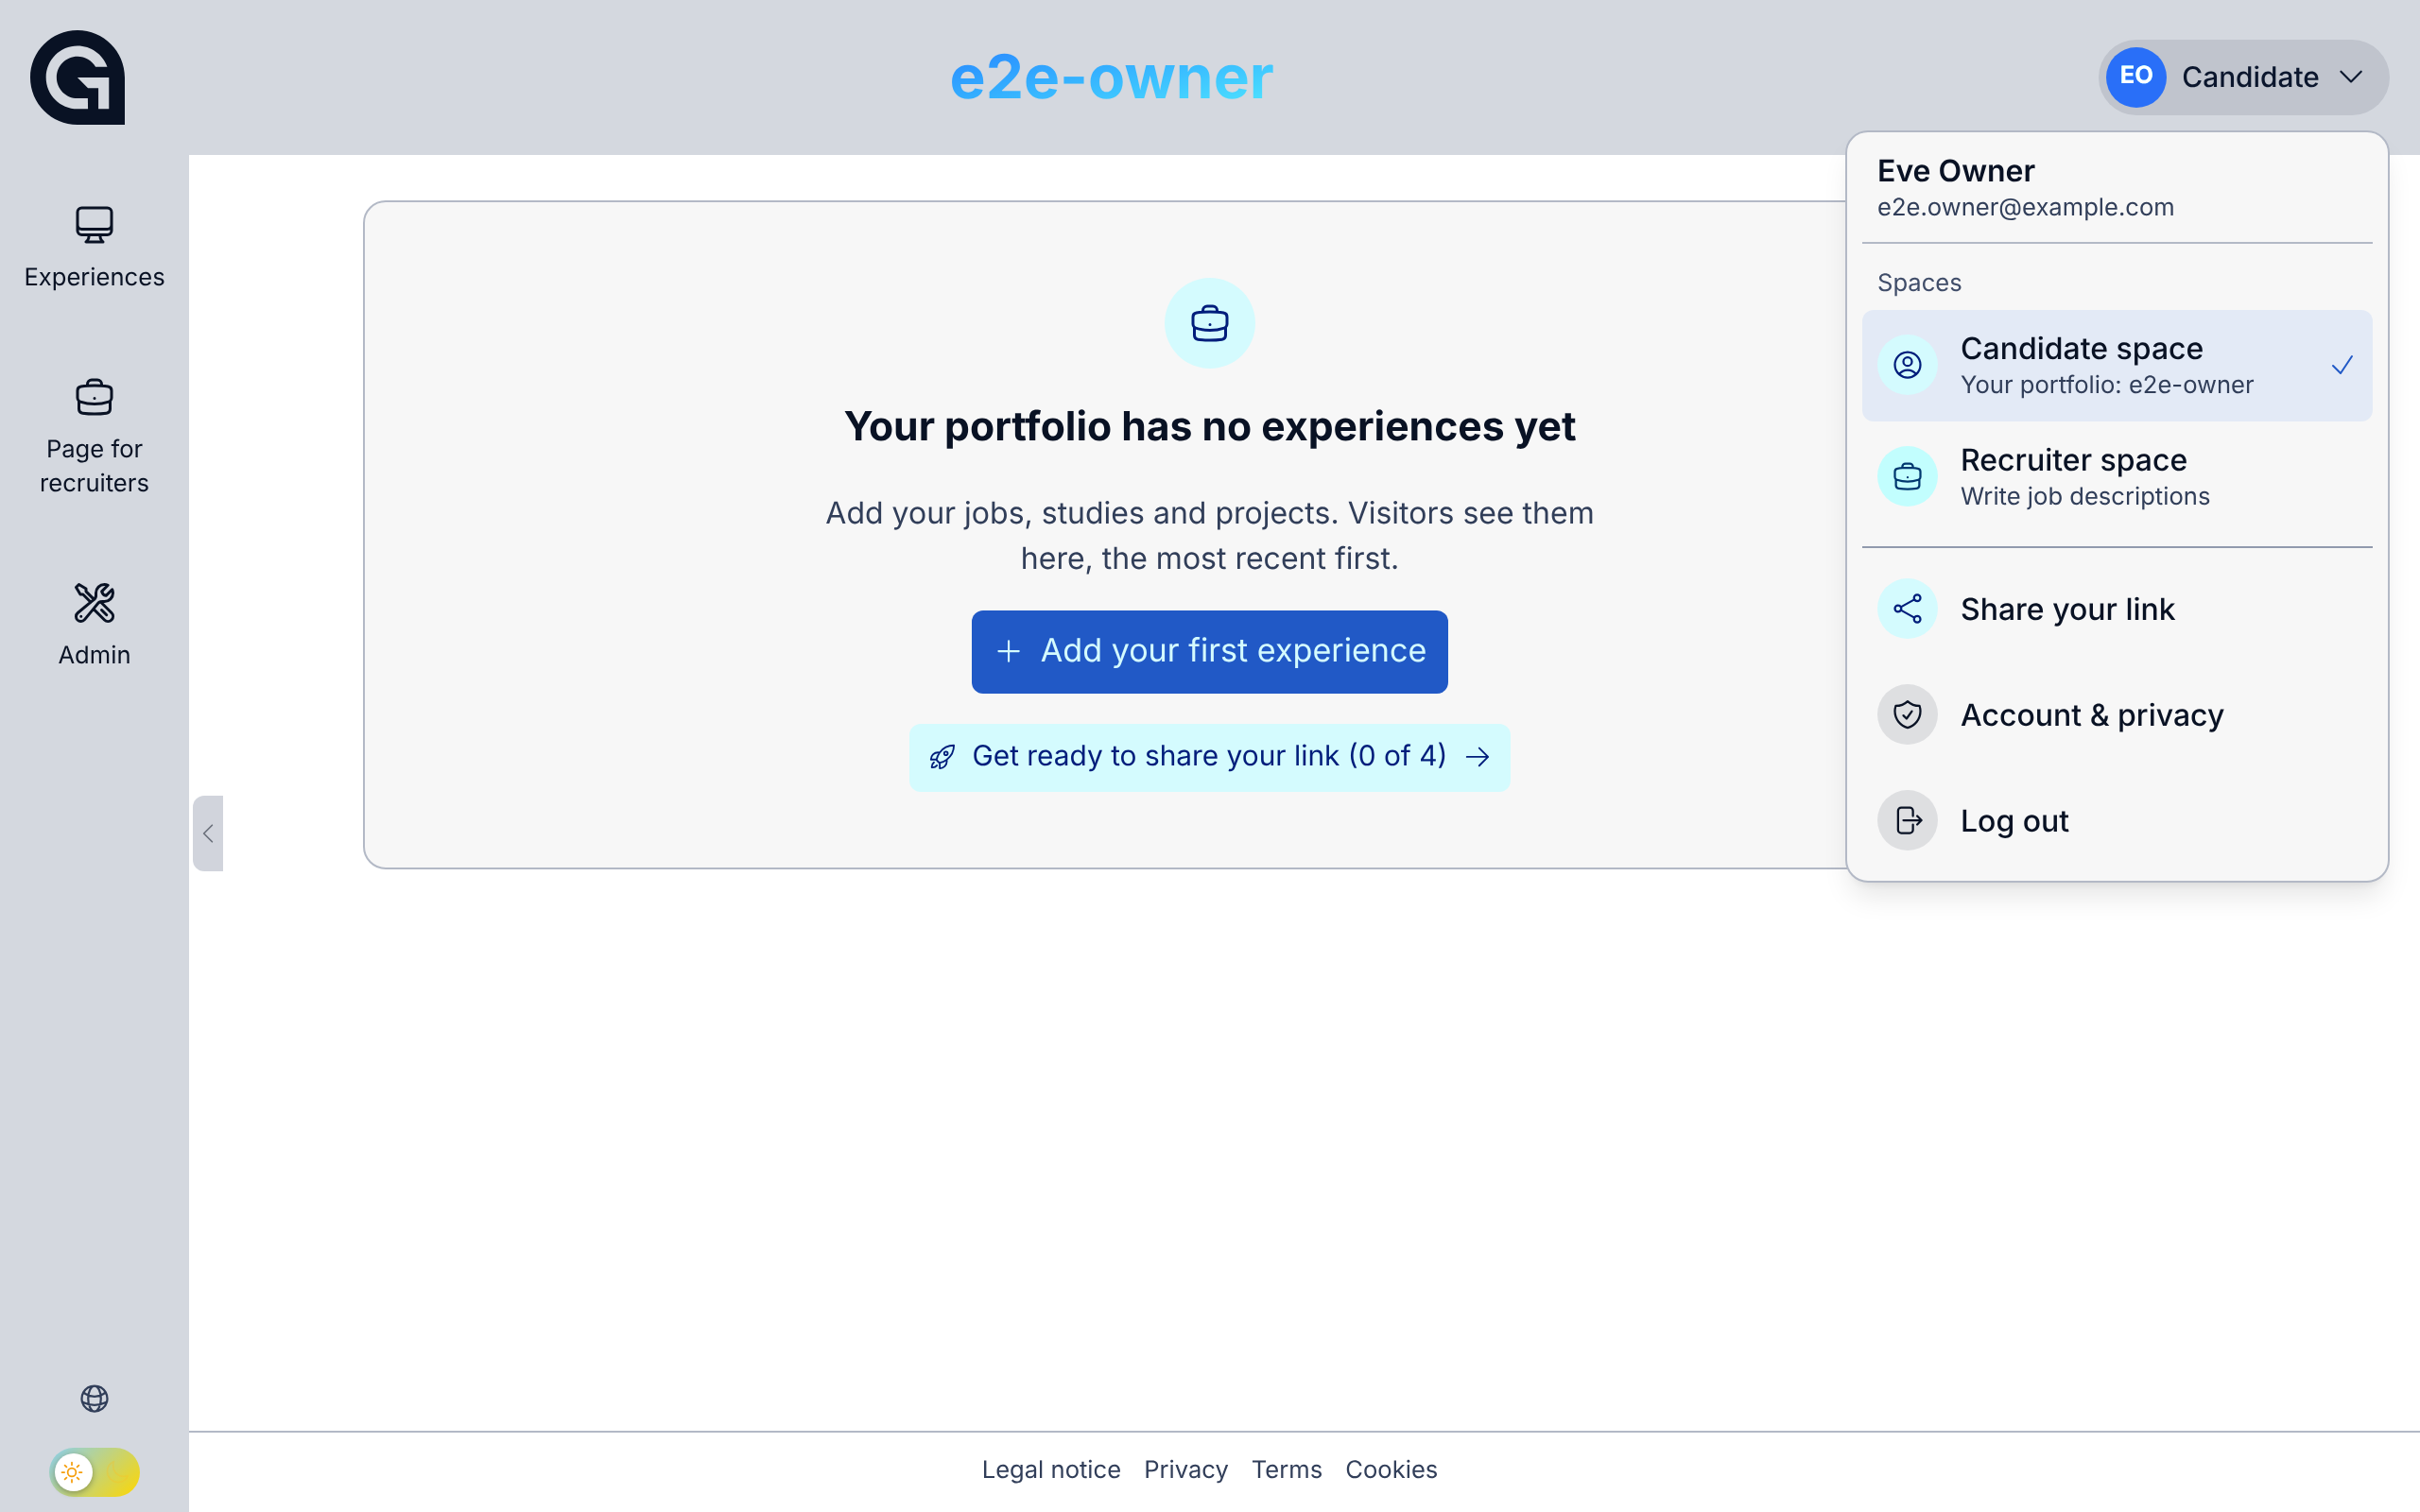 e2e-owner
EO Candidate
Eve Owner
e2e.owner@example.com
Spaces
Candidate space
Your portfolio: e2e-owner
Recruiter space
Write job descriptions
Share your link
Account & privacy
Log out
Experiences
Page for
recruiters
Admin
Your portfolio has no experiences yet
Add your jobs, studies and projects. Visitors see them
here, the most recent first.
Add your first experience
Get ready to share your link (0 of 4)
Legal notice Privacy Terms Cookies